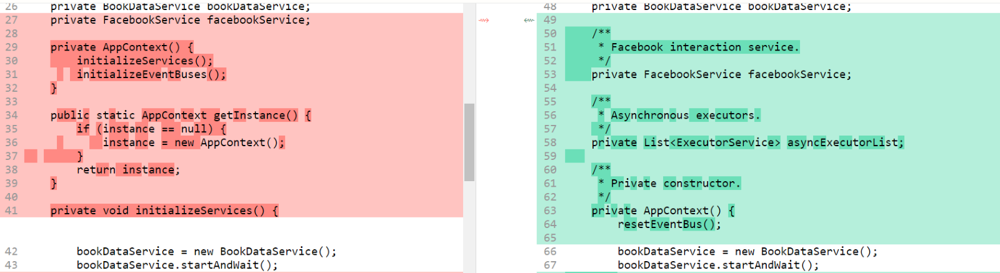 26 private BookDataService bookDataService;
27 private FacebookService facebookService;
28
29 private AppContext() {
30 initializeServices();
31 initializeEventBuses();
32 }
33
34 public static AppContext getInstance() {
35 if (instance == null) {
36 instance = new AppContext();
37 }
38 return instance;
39 }
40
41 private void initializeServices() {
42 bookDataService = new BookDataService();
43 bookDataService.startAndWait();
48 private BookDataService bookDataService;
49
50 /**
51 * Facebook interaction service.
52 */
53 private FacebookService facebookService;
54
55 /**
56 * Asynchronous executors.
57 */
58 private List<ExecutorService> asyncExecutorList;
59
60 /**
61 * Private constructor.
62 */
63 private AppContext() {
64 resetEventBus();
65
66 bookDataService = new BookDataService();
67 bookDataService.startAndWait();